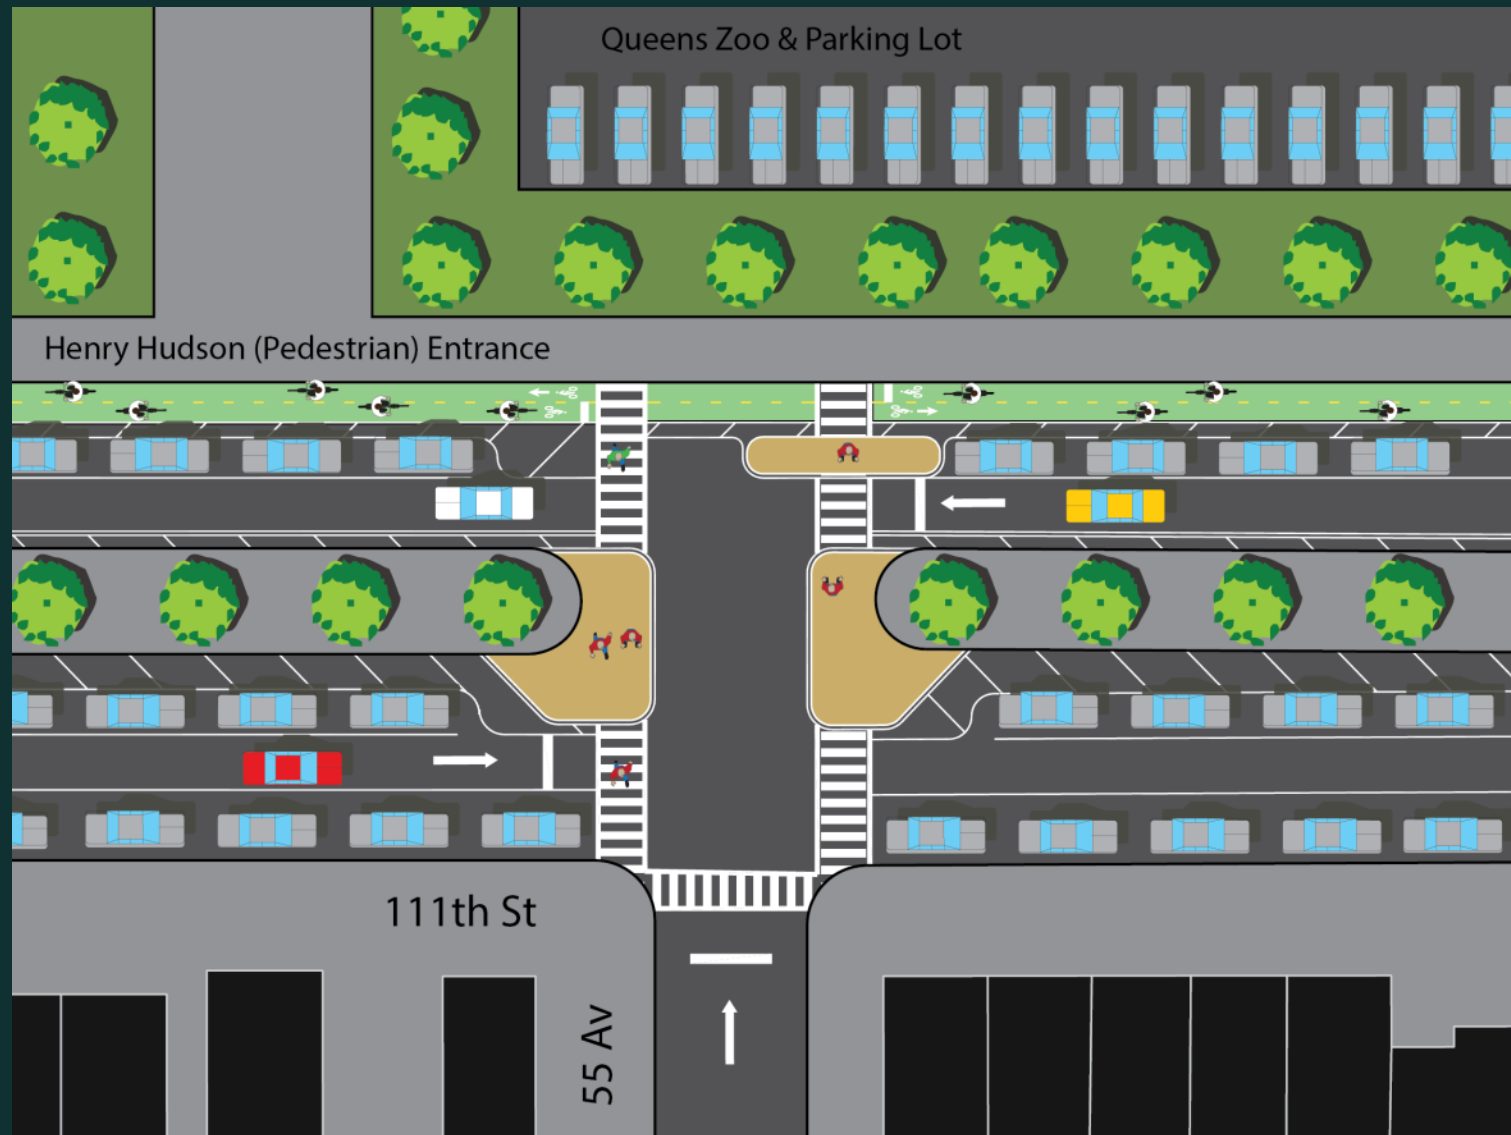 Queens Zoo & Parking Lot
Henry Hudson (Pedestrian) Entrance
111th St
55 Av